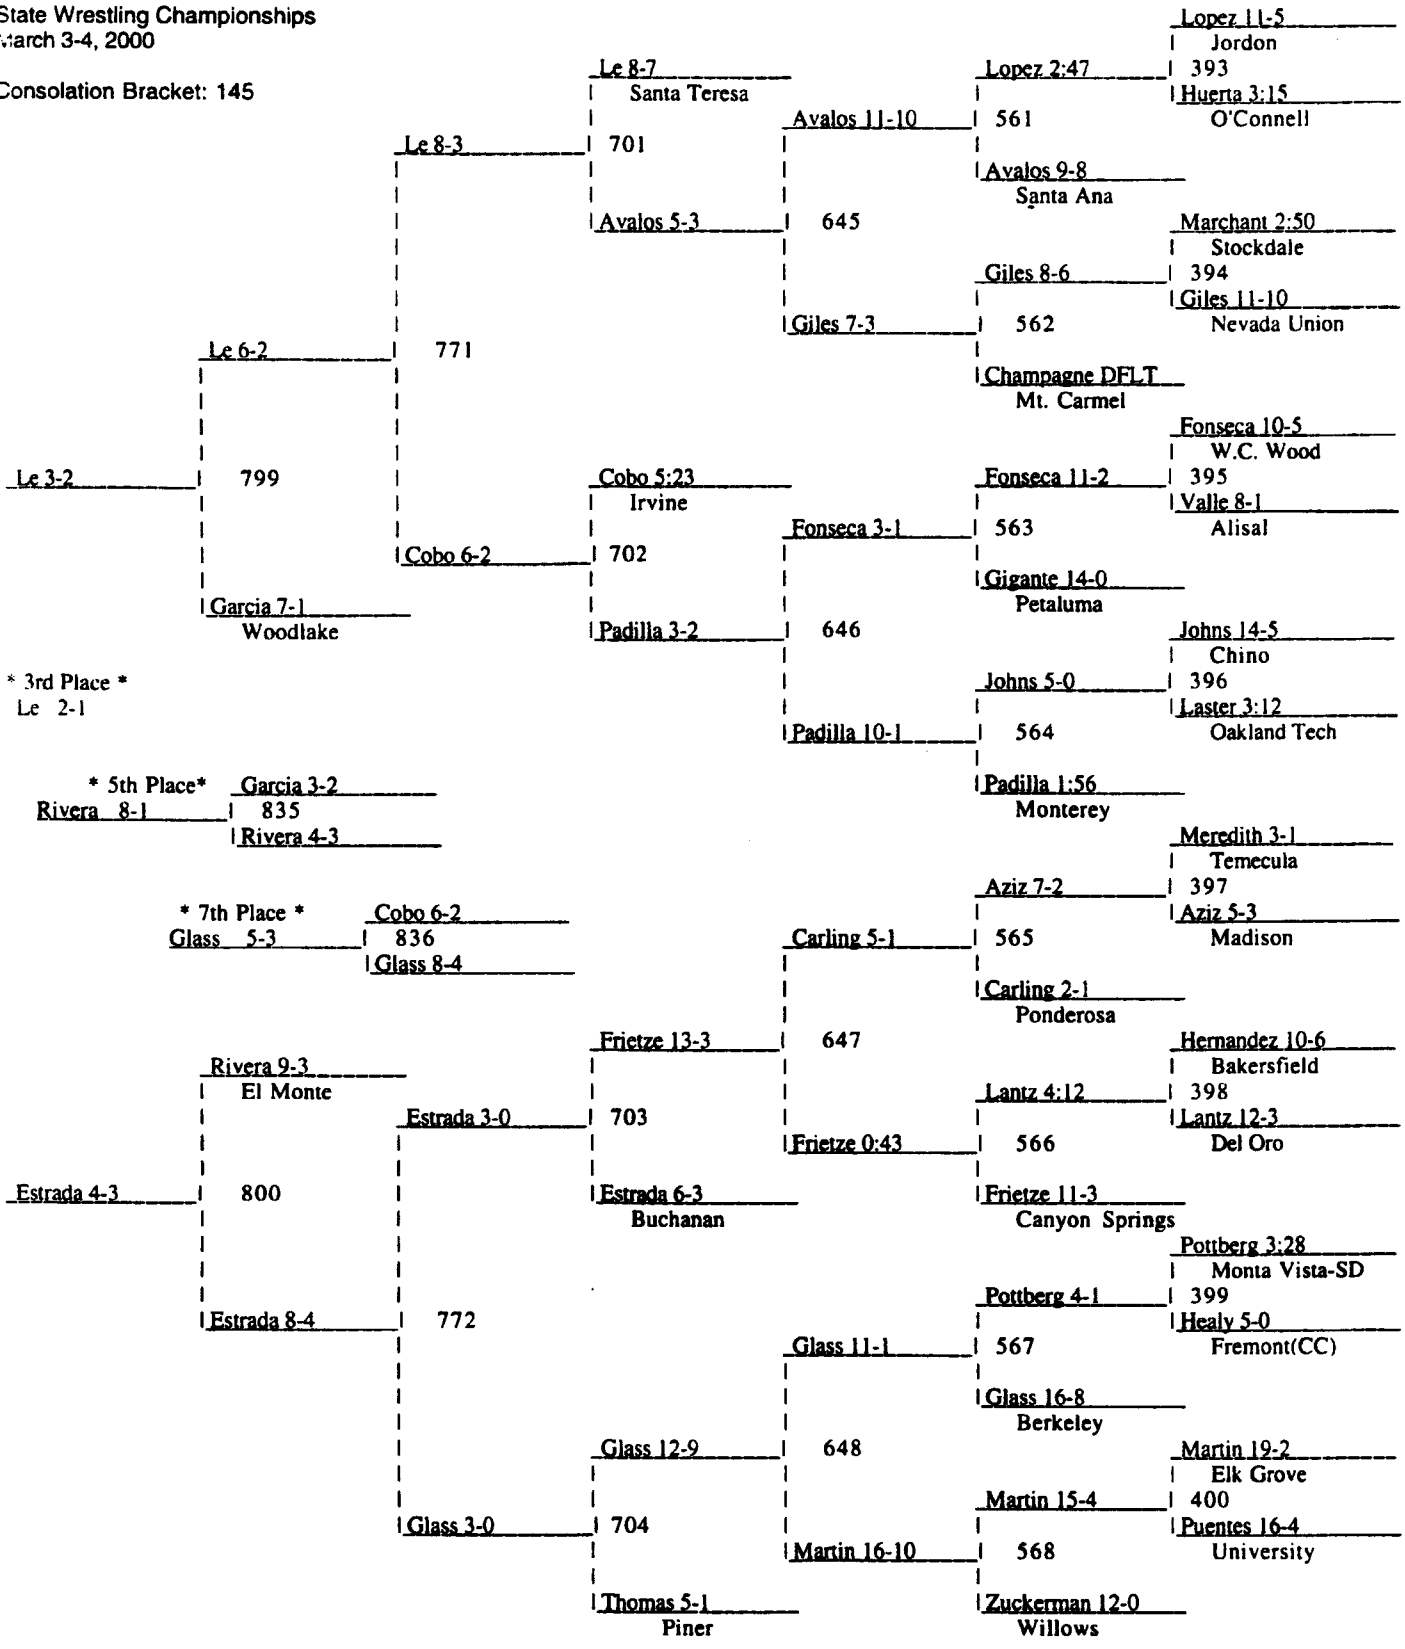 State Wrestling Championships
March 3-4, 2000
Consolation Bracket: 145
Lopez 11-5
Jordon
393
Huerta 3:15
O'Connell
Lopez 2:47
561
Avalos 9-8
Santa Ana
Marchant 2:50
Stockdale
394
Giles 11-10
Nevada Union
Giles 8-6
562
Champagne DFLT
Mt. Carmel
Fonseca 10-5
W.C. Wood
395
Valle 8-1
Alisal
Fonseca 11-2
563
Gigante 14-0
Petaluma
Johns 14-5
Chino
396
Laster 3:12
Oakland Tech
Johns 5-0
564
Padilla 1:56
Monterey
Meredith 3-1
Temecula
397
Aziz 5-3
Madison
Aziz 7-2
565
Carling 2-1
Ponderosa
Hernandez 10-6
Bakersfield
398
Lantz 12-3
Del Oro
Lantz 4:12
566
Frietze 11-3
Canyon Springs
Pottberg 3:28
Monta Vista-SD
399
Healy 5-0
Fremont(CC)
Pottberg 4-1
567
Glass 16-8
Berkeley
Martin 19-2
Elk Grove
400
Puentes 16-4
University
Martin 15-4
568
Zuckerman 12-0
Willows
Avalos 11-10
645
Giles 7-3
Fonseca 3-1
646
Padilla 10-1
Carling 5-1
647
Frietze 0:43
Glass 11-1
648
Martin 16-10
Le 8-7
Santa Teresa
701
Avalos 5-3
Cobo 5:23
Irvine
702
Padilla 3-2
Frietze 13-3
703
Estrada 6-3
Buchanan
Glass 12-9
704
Thomas 5-1
Piner
Le 8-3
771
Cobo 6-2
Estrada 3-0
772
Glass 3-0
Le 6-2
799
Garcia 7-1
Woodlake
Rivera 9-3
El Monte
800
Estrada 8-4
Le 3-2
Estrada 4-3
* 3rd Place *
Le 2-1
* 5th Place*
Rivera 8-1
Garcia 3-2
835
Rivera 4-3
* 7th Place *
Glass 5-3
Cobo 6-2
836
Glass 8-4